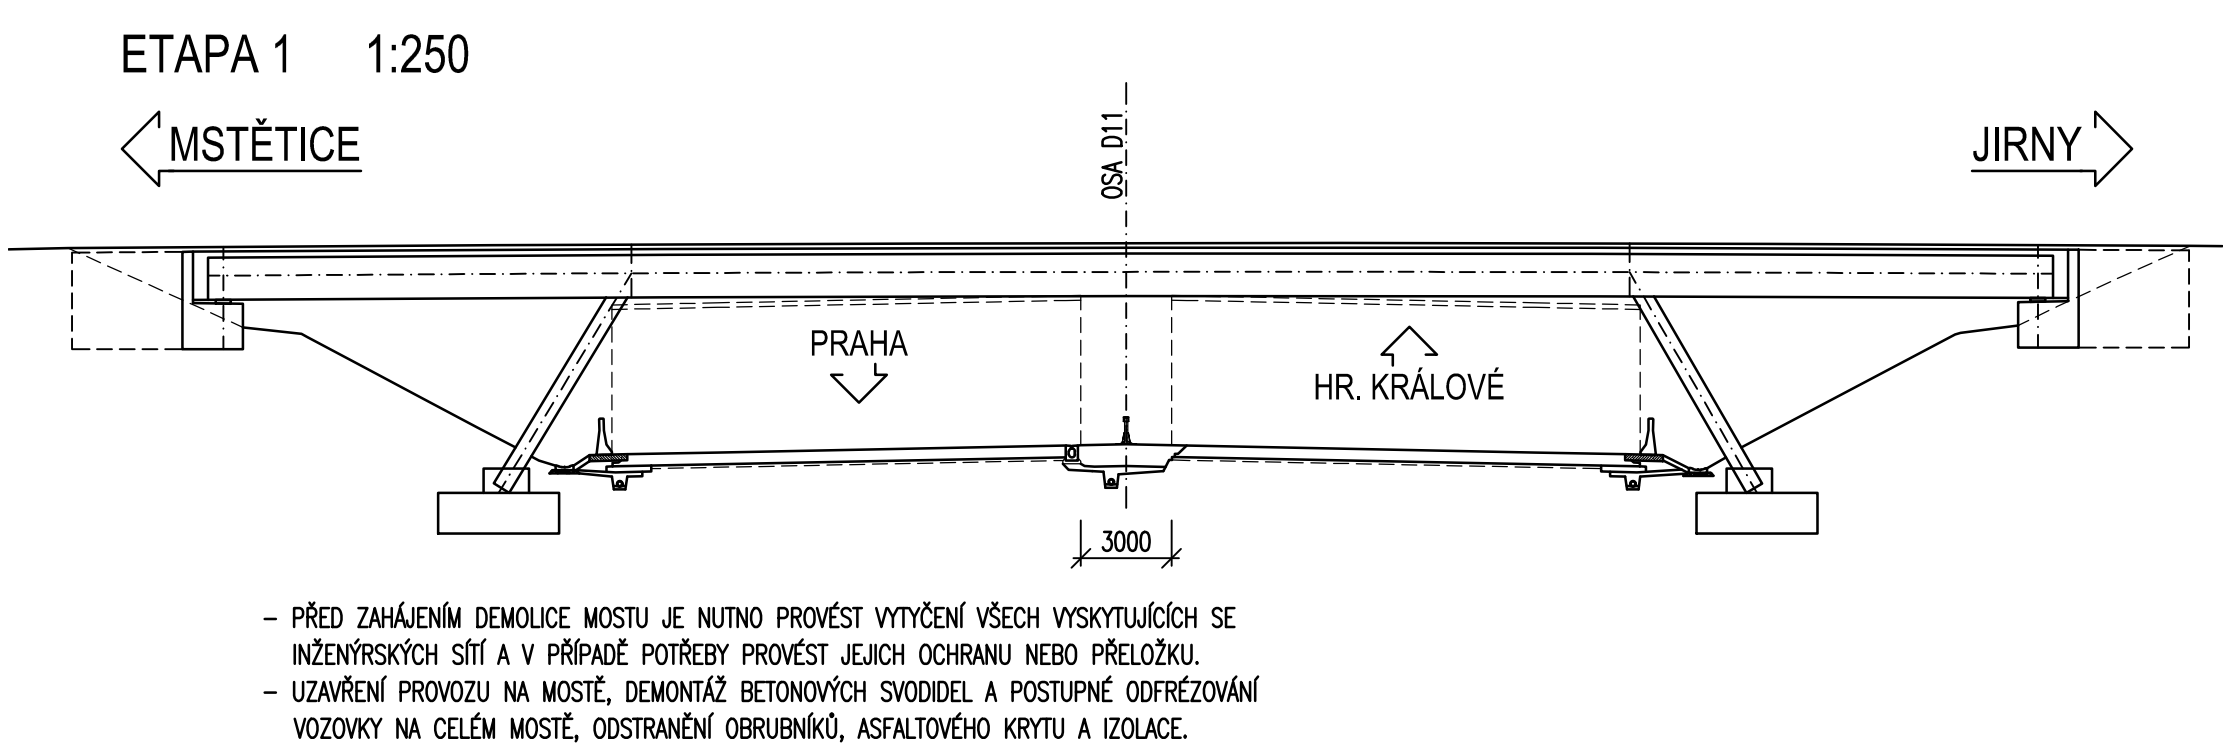 ETAPA 1 1:250
MSTĚTICE
OSA D11
JIRNY
PRAHA
HR. KRÁLOVÉ
3000
- PŘED ZAHÁJENÍM DEMOLICE MOSTU JE NUTNO PROVÉST VYTYČENÍ VŠECH VYSKYTUJÍCÍCH SE
INŽENÝRSKÝCH SÍTÍ A V PŘÍPADĚ POTŘEBY PROVÉST JEJICH OCHRANU NEBO PŘELOŽKU.
- UZAVŘENÍ PROVOZU NA MOSTĚ, DEMONTÁŽ BETONOVÝCH SVODIDEL A POSTUPNÉ ODFRÉZOVÁNÍ
VOZOVKY NA CELÉM MOSTĚ, ODSTRANĚNÍ OBRUBNÍKŮ, ASFALTOVÉHO KRYTU A IZOLACE.